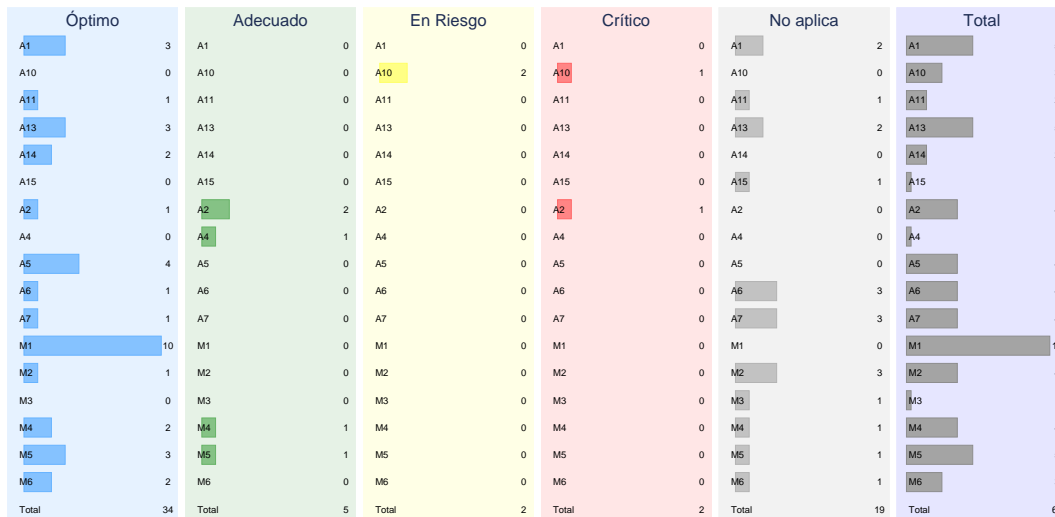 Óptimo Adecuado En Riesgo Crítico No aplica Total
A1 3 A1 0 A1 0 A1 0 A1 2 A1
A10 0 A10 0 A10 2 A10 1 A10 0 A10
A11 1 A11 0 A11 0 A11 0 A11 1 A11
A13 3 A13 0 A13 0 A13 0 A13 2 A13
A14 2 A14 0 A14 0 A14 0 A14 0 A14
A15 0 A15 0 A15 0 A15 0 A15 1 A15
A2 1 A2 2 A2 0 A2 1 A2 0 A2
A4 0 A4 1 A4 0 A4 0 A4 0 A4
A5 4 A5 0 A5 0 A5 0 A5 0 A5
A6 1 A6 0 A6 0 A6 0 A6 3 A6
A7 1 A7 0 A7 0 A7 0 A7 3 A7
M1 10 M1 0 M1 0 M1 0 M1 0 M1
M2 1 M2 0 M2 0 M2 0 M2 3 M2
M3 0 M3 0 M3 0 M3 0 M3 1 M3
M4 2 M4 1 M4 0 M4 0 M4 1 M4
M5 3 M5 1 M5 0 M5 0 M5 1 M5
M6 2 M6 0 M6 0 M6 0 M6 1 M6
Total 34 Total 5 Total 2 Total 2 Total 19 Total